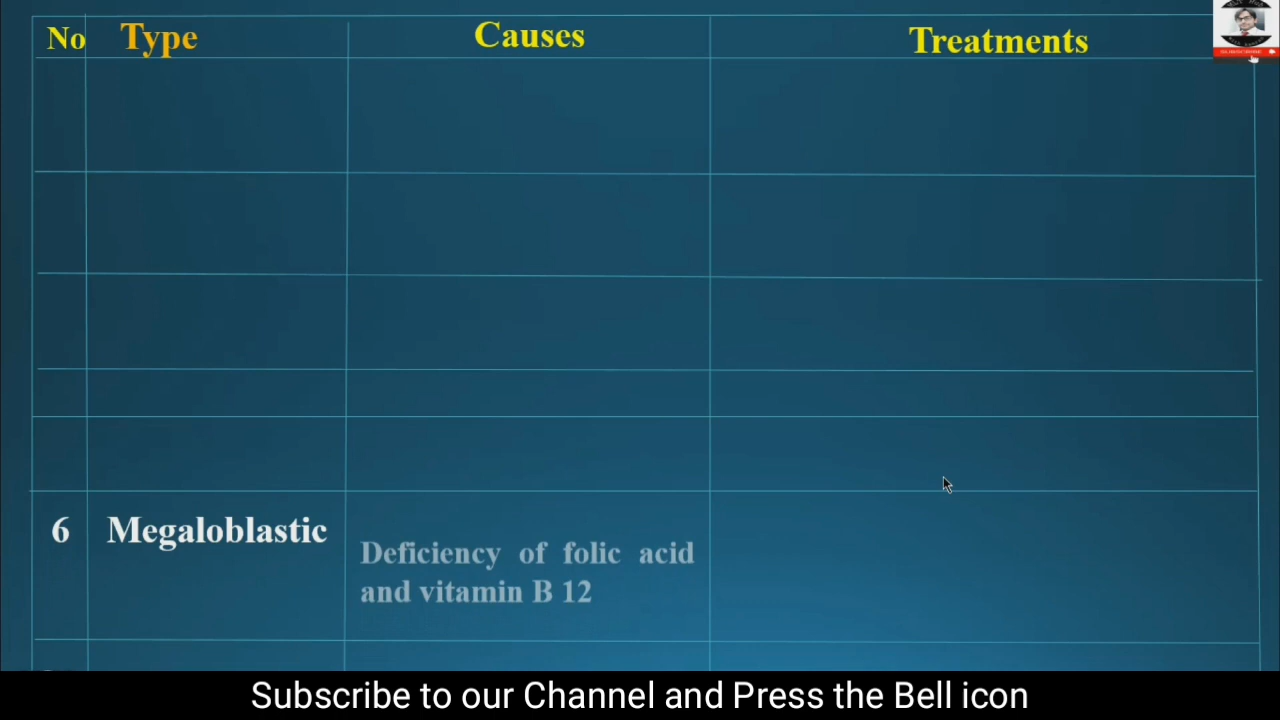 No Type Causes Treatments
6 Megaloblastic
Deficiency of folic acid
and vitamin B 12
Subscribe to our Channel and Press the Bell icon